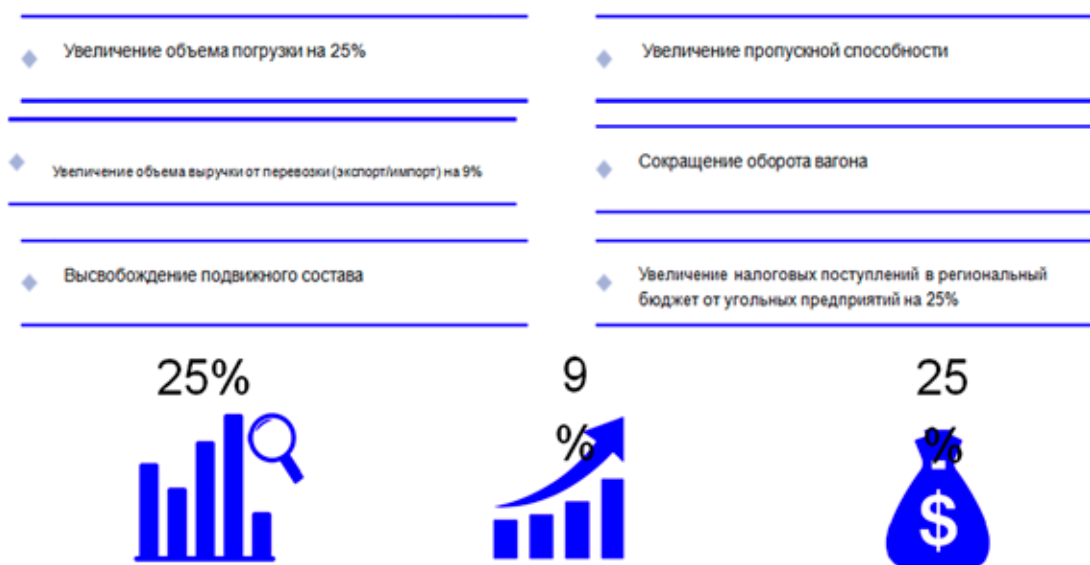 Увеличение объема погрузки на 25%
Увеличение пропускной способности
Увеличение объема выручки от перевозки (экспорт/импорт) на 9%
Сокращение оборота вагона
Высвобождение подвижного состава
Увеличение налоговых поступлений в региональный
бюджет от угольных предприятий на 25%
25%
9
%
25
%
$